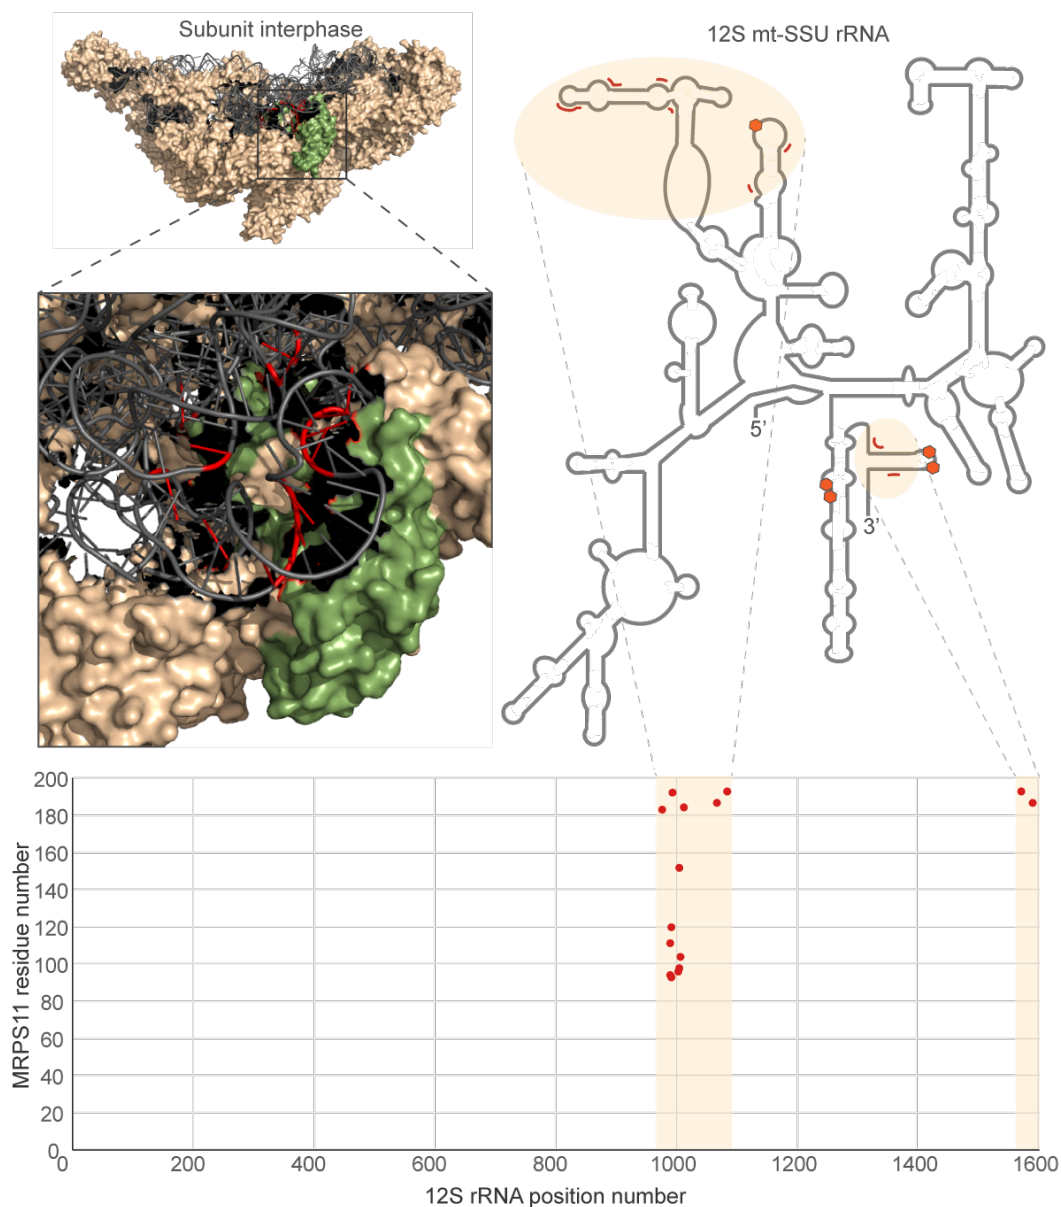 Subunit interphase
12S mt-SSU rRNA
5'
3'
200
180
160
140
120
100
80
60
40
20
0
MRPS11 residue number
0 200 400 600 800 1000 1200 1400 1600
12S rRNA position number